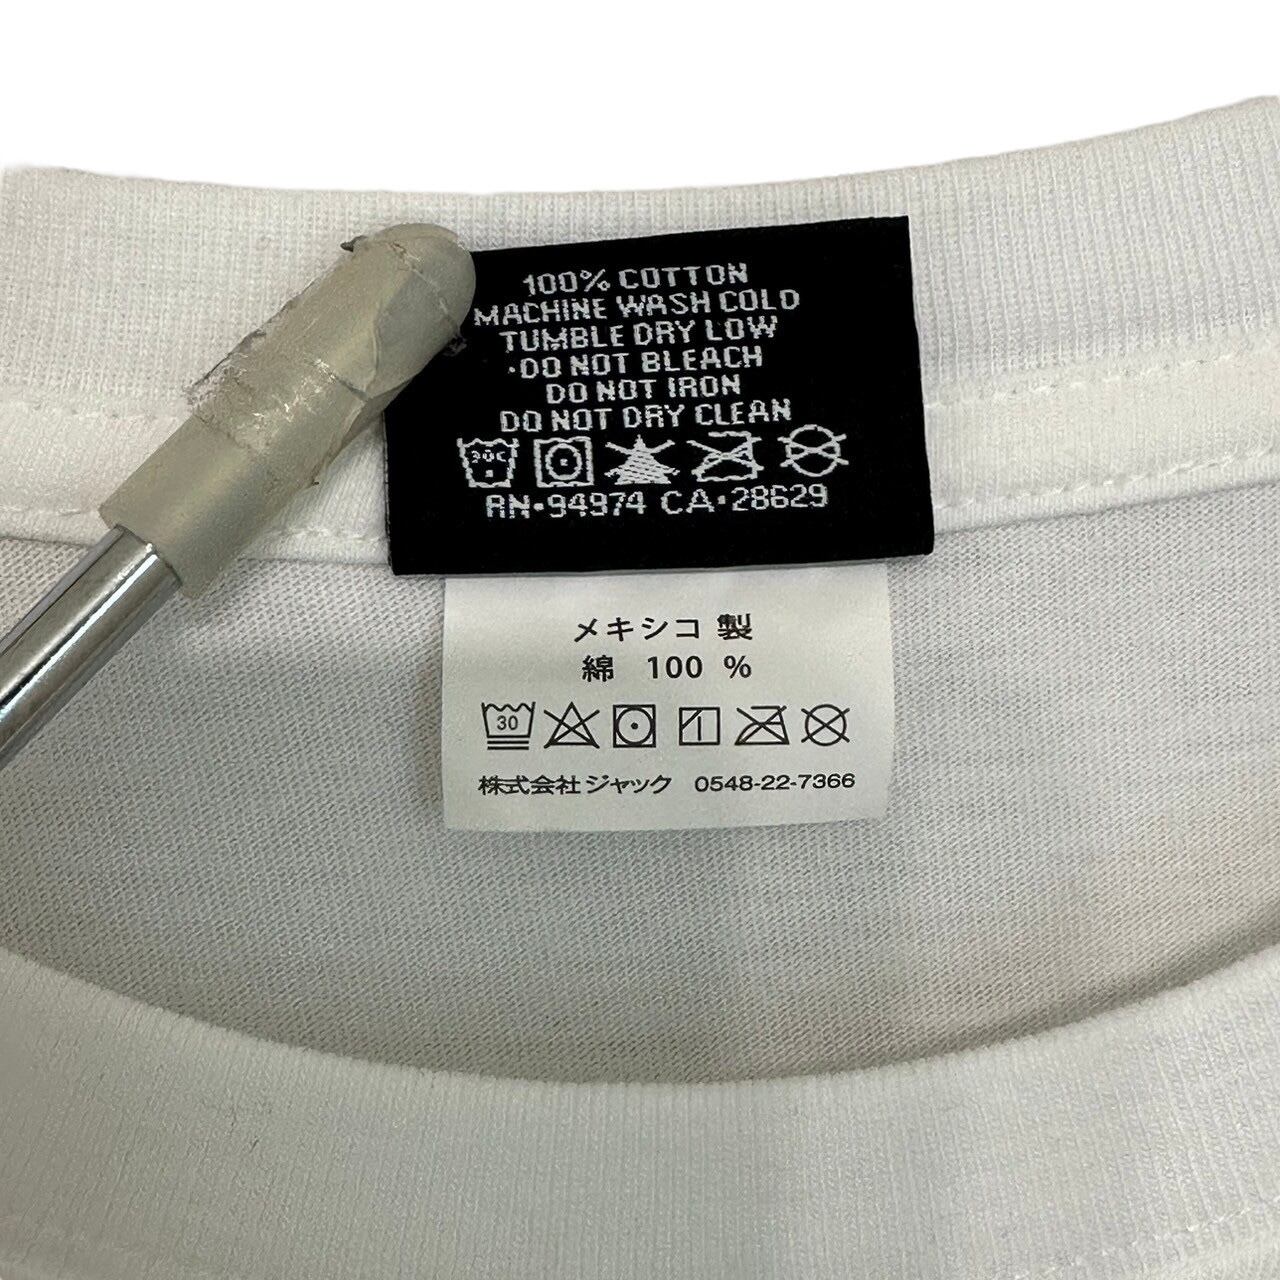 100% COTTON
MACHINE WASH COLD
TUMBLE DRY LOW
·DO NOT BLEACH
DO NOT IRON
DO NOT DRY CLEAN
30C
RN·94974 CA·28629
メキシコ 製
綿 100 %
30
株式会社ジャック 0548-22-7366